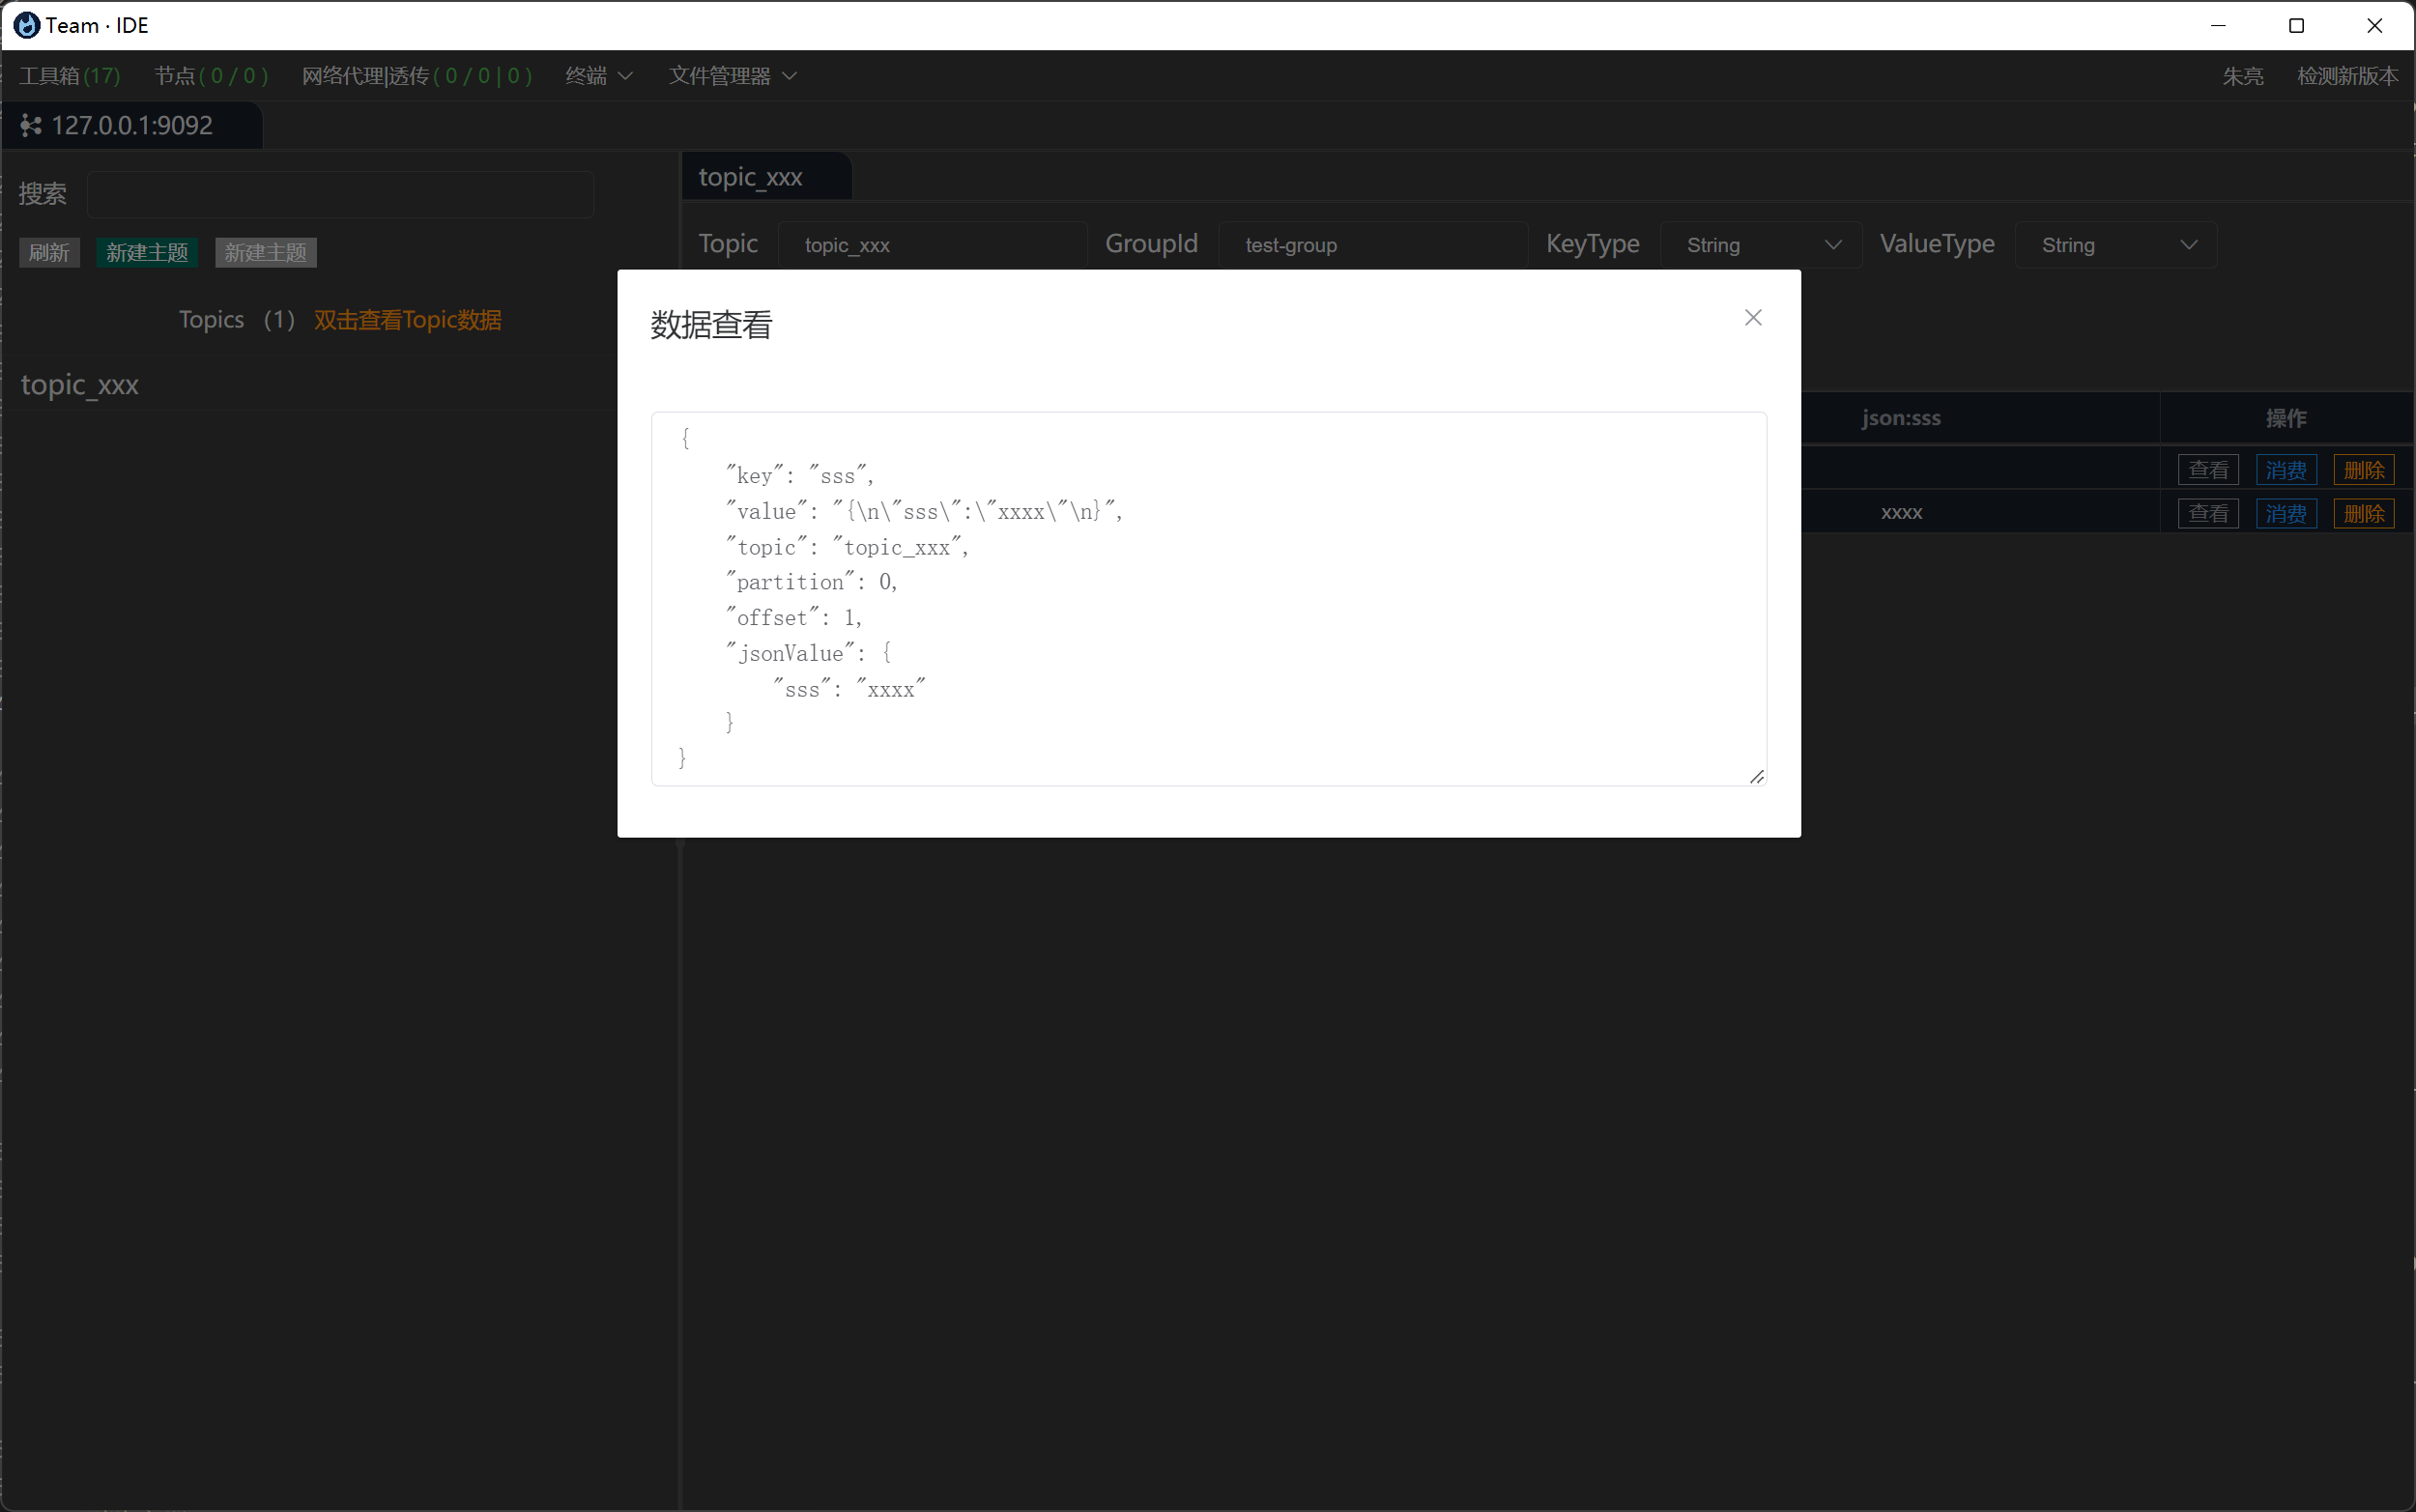 Team · IDE
工具箱(17) 节点( 0 / 0 ) 网络代理|透传( 0 / 0 | 0 ) 终端 文件管理器 朱亮 检测新版本
127.0.0.1:9092
搜索
刷新 新建主题 新建主题
Topics （1） 双击查看Topic数据
topic_xxx
topic_xxx
Topic topic_xxx GroupId test-group KeyType String ValueType String
json:sss 操作
查看 消费 删除
xxxx 查看 消费 删除
数据查看
{
    "key": "sss",
    "value": "{\n\"sss\":\"xxxx\"\n}",
    "topic": "topic_xxx",
    "partition": 0,
    "offset": 1,
    "jsonValue": {
        "sss": "xxxx"
    }
}